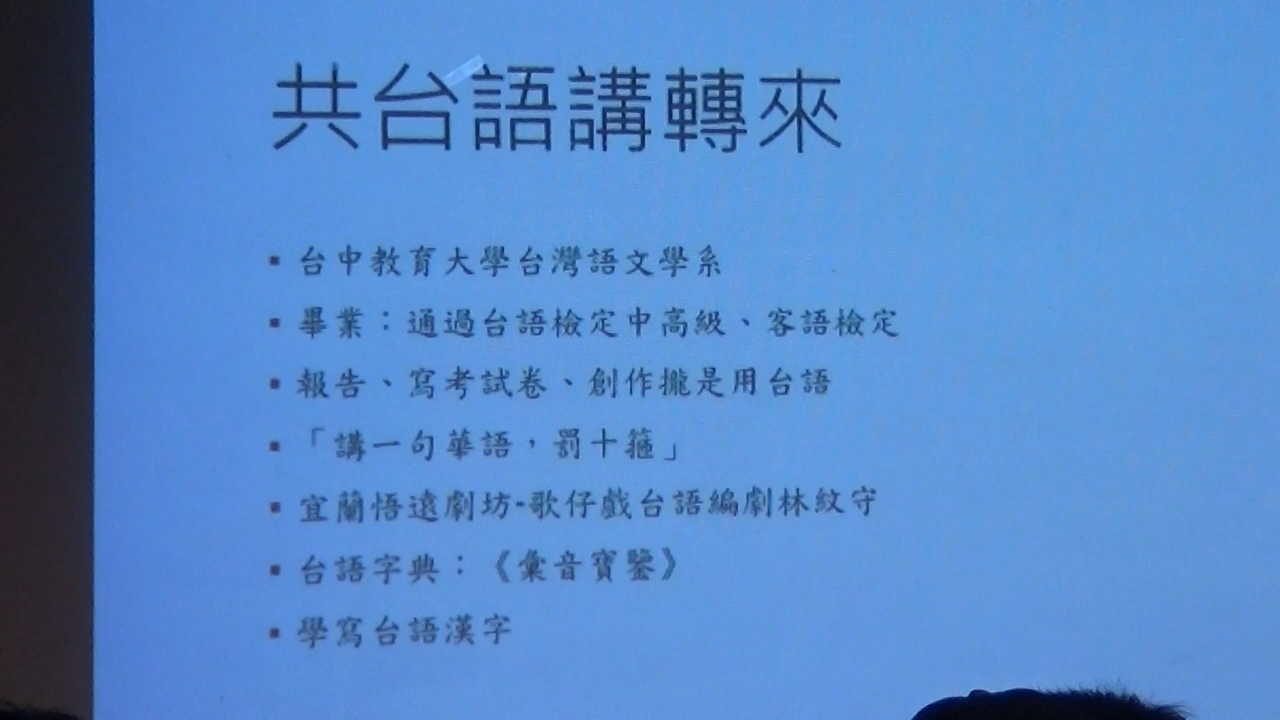 共台語講轉來
▪ 台中教育大學台灣語文學系
▪ 畢業：通過台語檢定中高級、客語檢定
▪ 報告、寫考試卷、創作攏是用台語
▪ 「講一句華語，罰十箍」
▪ 宜蘭悟遠劇坊-歌仔戲台語編劇林紋守
▪ 台語字典：《彙音寶鑒》
▪ 學寫台語漢字